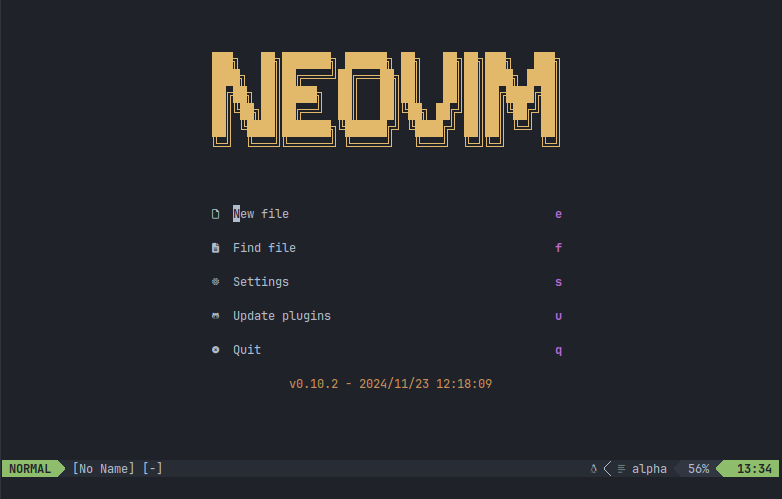 NEOVIM
New file e
Find file f
Settings s
Update plugins u
Quit q
v0.10.2 - 2024/11/23 12:18:09
NORMAL [No Name] [-] alpha 56% 13:34